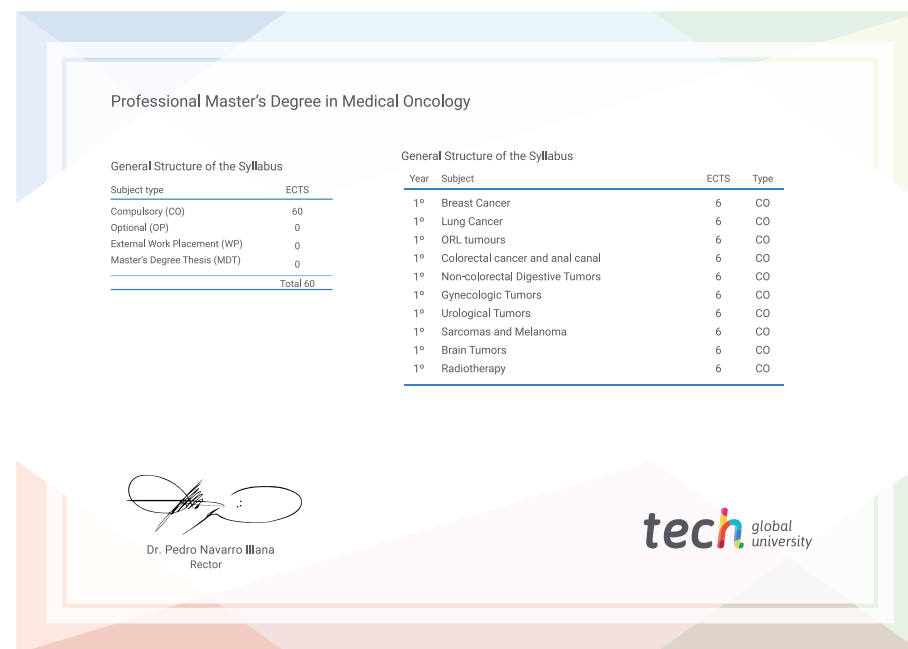 Professional Master's Degree in Medical Oncology
General Structure of the Syllabus
Subject type ECTS
Compulsory (CO) 60
Optional (OP) 0
External Work Placement (WP) 0
Master's Degree Thesis (MDT) 0
Total 60
General Structure of the Syllabus
Year Subject ECTS Type
1º Breast Cancer 6 CO
1º Lung Cancer 6 CO
1º ORL tumours 6 CO
1º Colorectal cancer and anal canal 6 CO
1º Non-colorectal Digestive Tumors 6 CO
1º Gynecologic Tumors 6 CO
1º Urological Tumors 6 CO
1º Sarcomas and Melanoma 6 CO
1º Brain Tumors 6 CO
1º Radiotherapy 6 CO
Dr. Pedro Navarro Illana
Rector
tech global
university